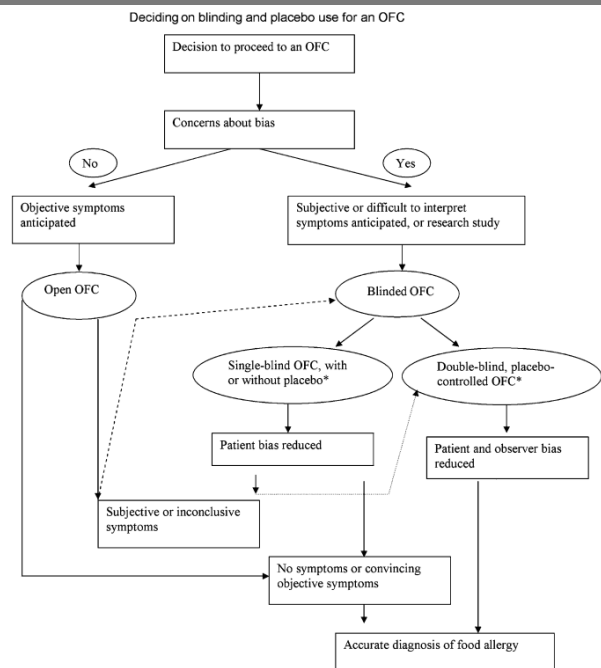 Deciding on blinding and placebo use for an OFC
Decision to proceed to an OFC
Concerns about bias
No
Yes
Objective symptoms
anticipated
Subjective or difficult to interpret
symptoms anticipated, or research study
Open OFC
Blinded OFC
Single-blind OFC, with
or without placebo*
Double-blind, placebo-
controlled OFC*
Patient bias reduced
Patient and observer bias
reduced
Subjective or inconclusive
symptoms
No symptoms or convincing
objective symptoms
Accurate diagnosis of food allergy